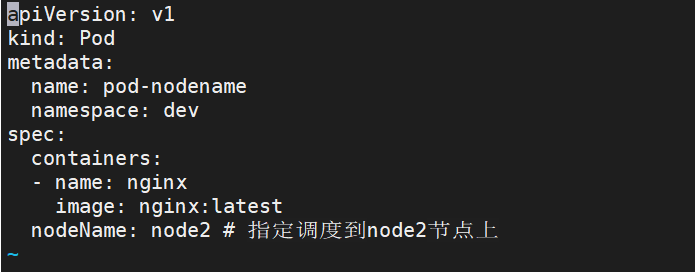 apiVersion: v1
kind: Pod
metadata:
  name: pod-nodename
  namespace: dev
spec:
  containers:
  - name: nginx
    image: nginx:latest
  nodeName: node2 # 指定调度到node2节点上
~